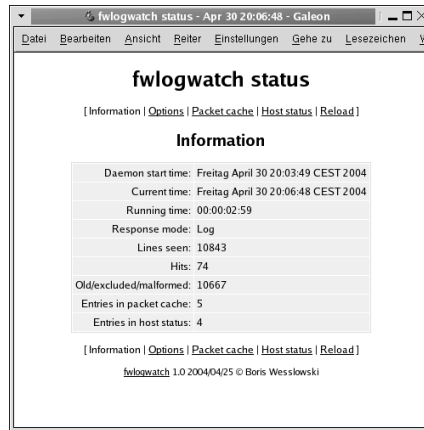 fwlogwatch status - Apr 30 20:06:48 - Galeon
Datei Bearbeiten Ansicht Reiter Einstellungen Gehe zu Lesezeichen
fwlogwatch status
[ Information | Options | Packet cache | Host status | Reload ]
Information
Daemon start time: Freitag April 30 20:03:49 CEST 2004
Current time: Freitag April 30 20:06:48 CEST 2004
Running time: 00:00:02:59
Response mode: Log
Lines seen: 10843
Hits: 74
Old/excluded/malformed: 10667
Entries in packet cache: 5
Entries in host status: 4
[ Information | Options | Packet cache | Host status | Reload ]
fwlogwatch 1.0 2004/04/25 © Boris Wesslowski